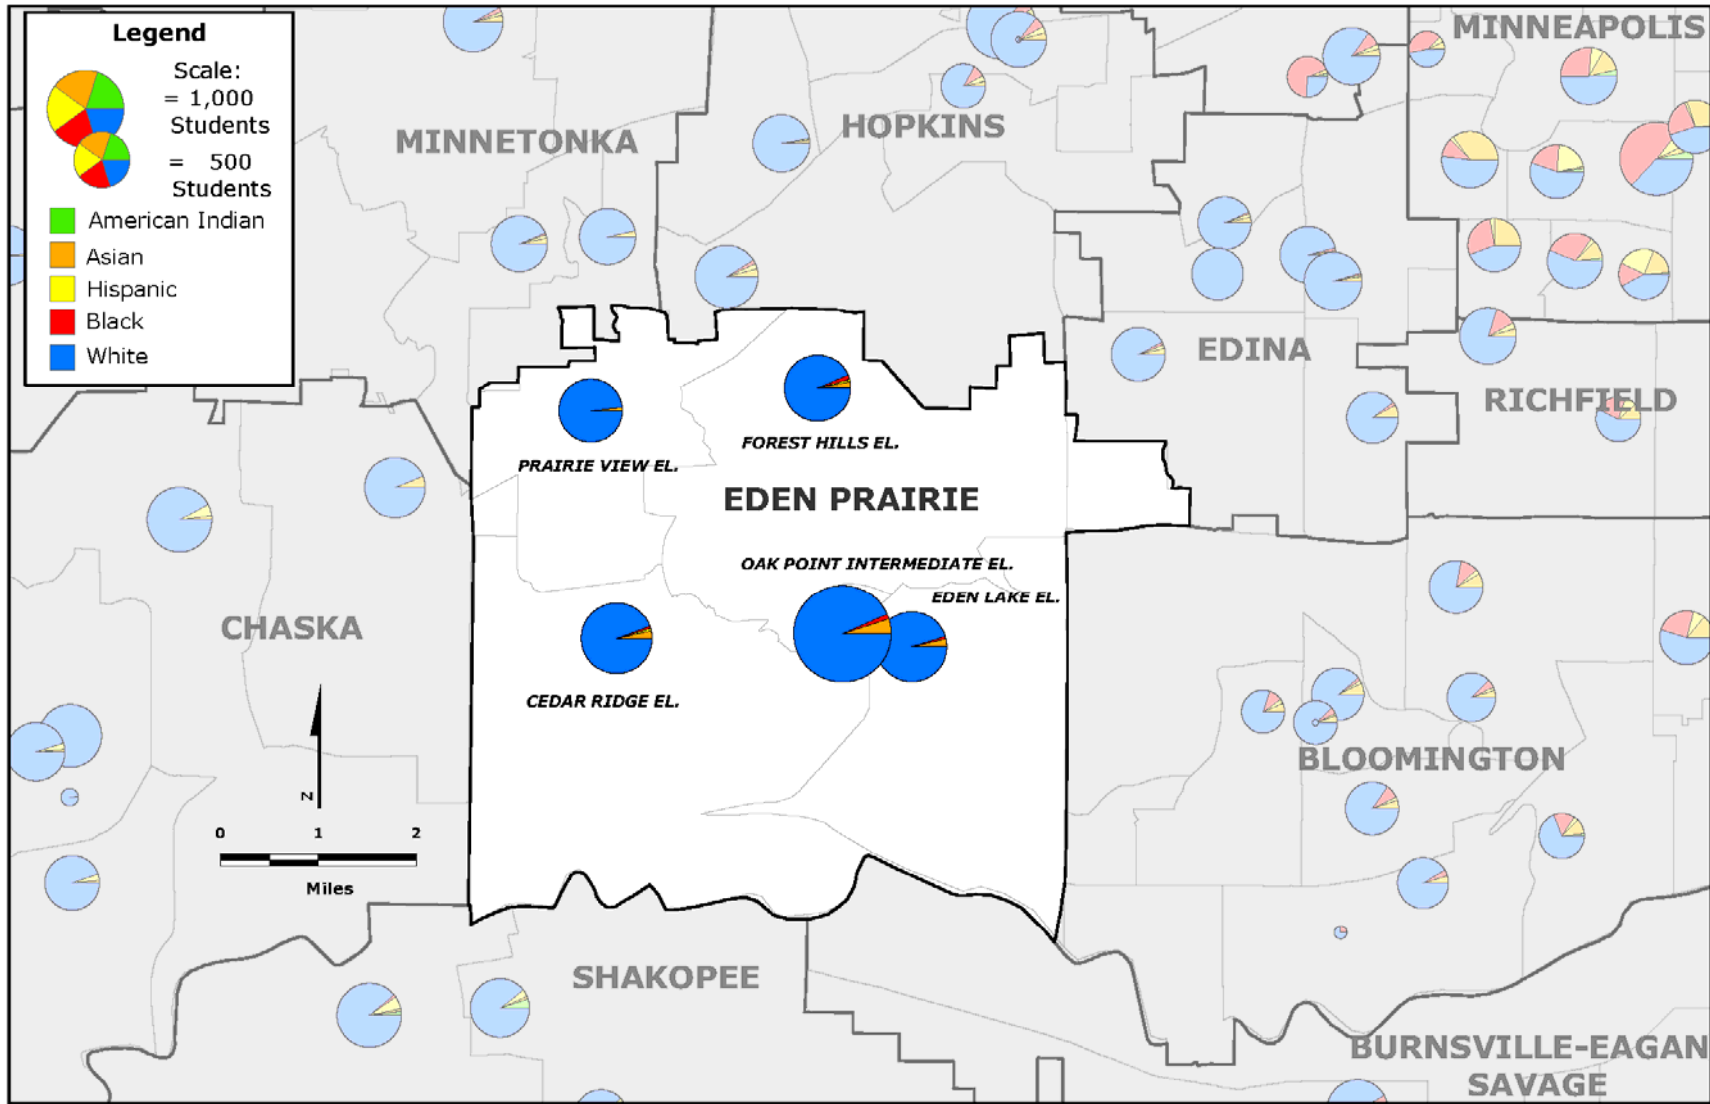 Legend
Scale:
= 1,000
Students
= 500
Students
American Indian
Asian
Hispanic
Black
White
MINNEAPOLIS
MINNETONKA
HOPKINS
EDINA
RICHFIELD
FOREST HILLS EL.
PRAIRIE VIEW EL.
EDEN PRAIRIE
OAK POINT INTERMEDIATE EL.
EDEN LAKE EL.
CHASKA
CEDAR RIDGE EL.
BLOOMINGTON
N
0 1 2
Miles
SHAKOPEE
BURNSVILLE-EAGAN
SAVAGE